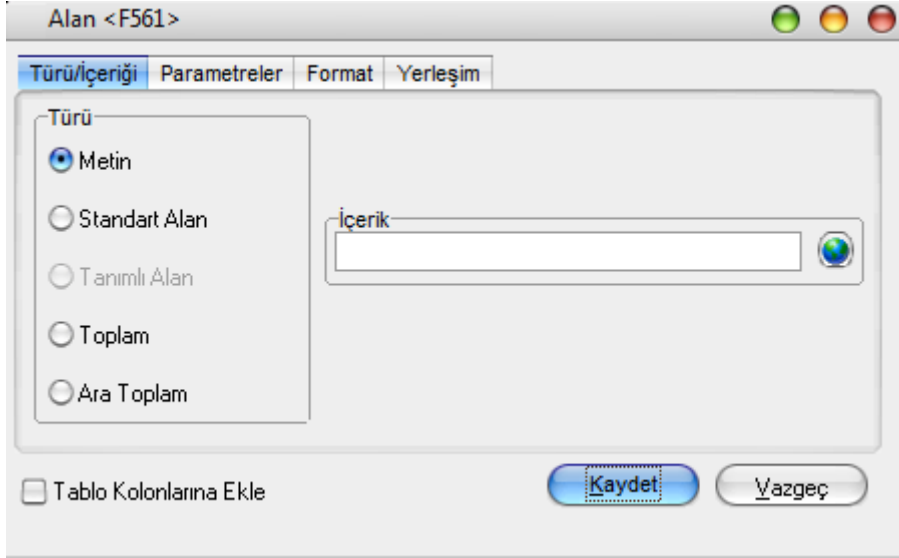 Alan <F561>
Türü/İçeriği Parametreler Format Yerleşim
Türü
Metin
Standart Alan
İçerik
Tanımlı Alan
Toplam
Ara Toplam
Tablo Kolonlarına Ekle
Kaydet
Vazgeç